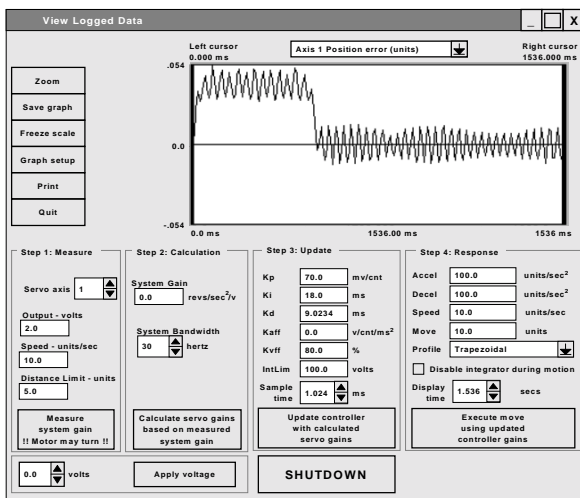 View Logged Data
_ X
Left cursor
0.000 ms
Axis 1 Position error (units)
Right cursor
1536.000 ms
.054
0.0
-.054
0.0 ms 1536.00 ms 1536 ms
Zoom
Save graph
Freeze scale
Graph setup
Print
Quit
Step 1: Measure
Servo axis 1
Output - volts
2.0
Speed - units/sec
10.0
Distance Limit - units
5.0
Measure
system gain
!! Motor may turn !!
Step 2: Calculation
System Gain
0.0 revs/sec²/v
System Bandwidth
30 hertz
Calculate servo gains
based on measured
system gain
Step 3: Update
Kp 70.0 mv/cnt
Ki 18.0 ms
Kd 9.0234 ms
Kaff 0.0 v/cnt/ms²
Kvff 80.0 %
IntLim 100.0 volts
Sample
time 1.024 ms
Update controller
with calculated
servo gains
Step 4: Response
Accel 100.0 units/sec²
Decel 100.0 units/sec²
Speed 10.0 units/sec
Move 10.0 units
Profile Trapezoidal
Disable integrator during motion
Display
time 1.536 secs
Execute move
using updated
controller gains
0.0 volts
Apply voltage
SHUTDOWN